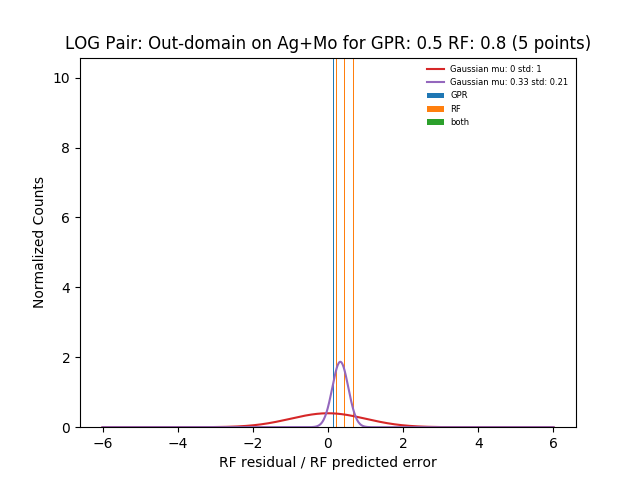 LOG Pair: Out-domain on Ag+Mo for GPR: 0.5 RF: 0.8 (5 points)
Gaussian mu: 0 std: 1
Gaussian mu: 0.33 std: 0.21
GPR
RF
both
Normalized Counts
10
8
6
4
2
0
−6 −4 −2 0 2 4 6
RF residual / RF predicted error